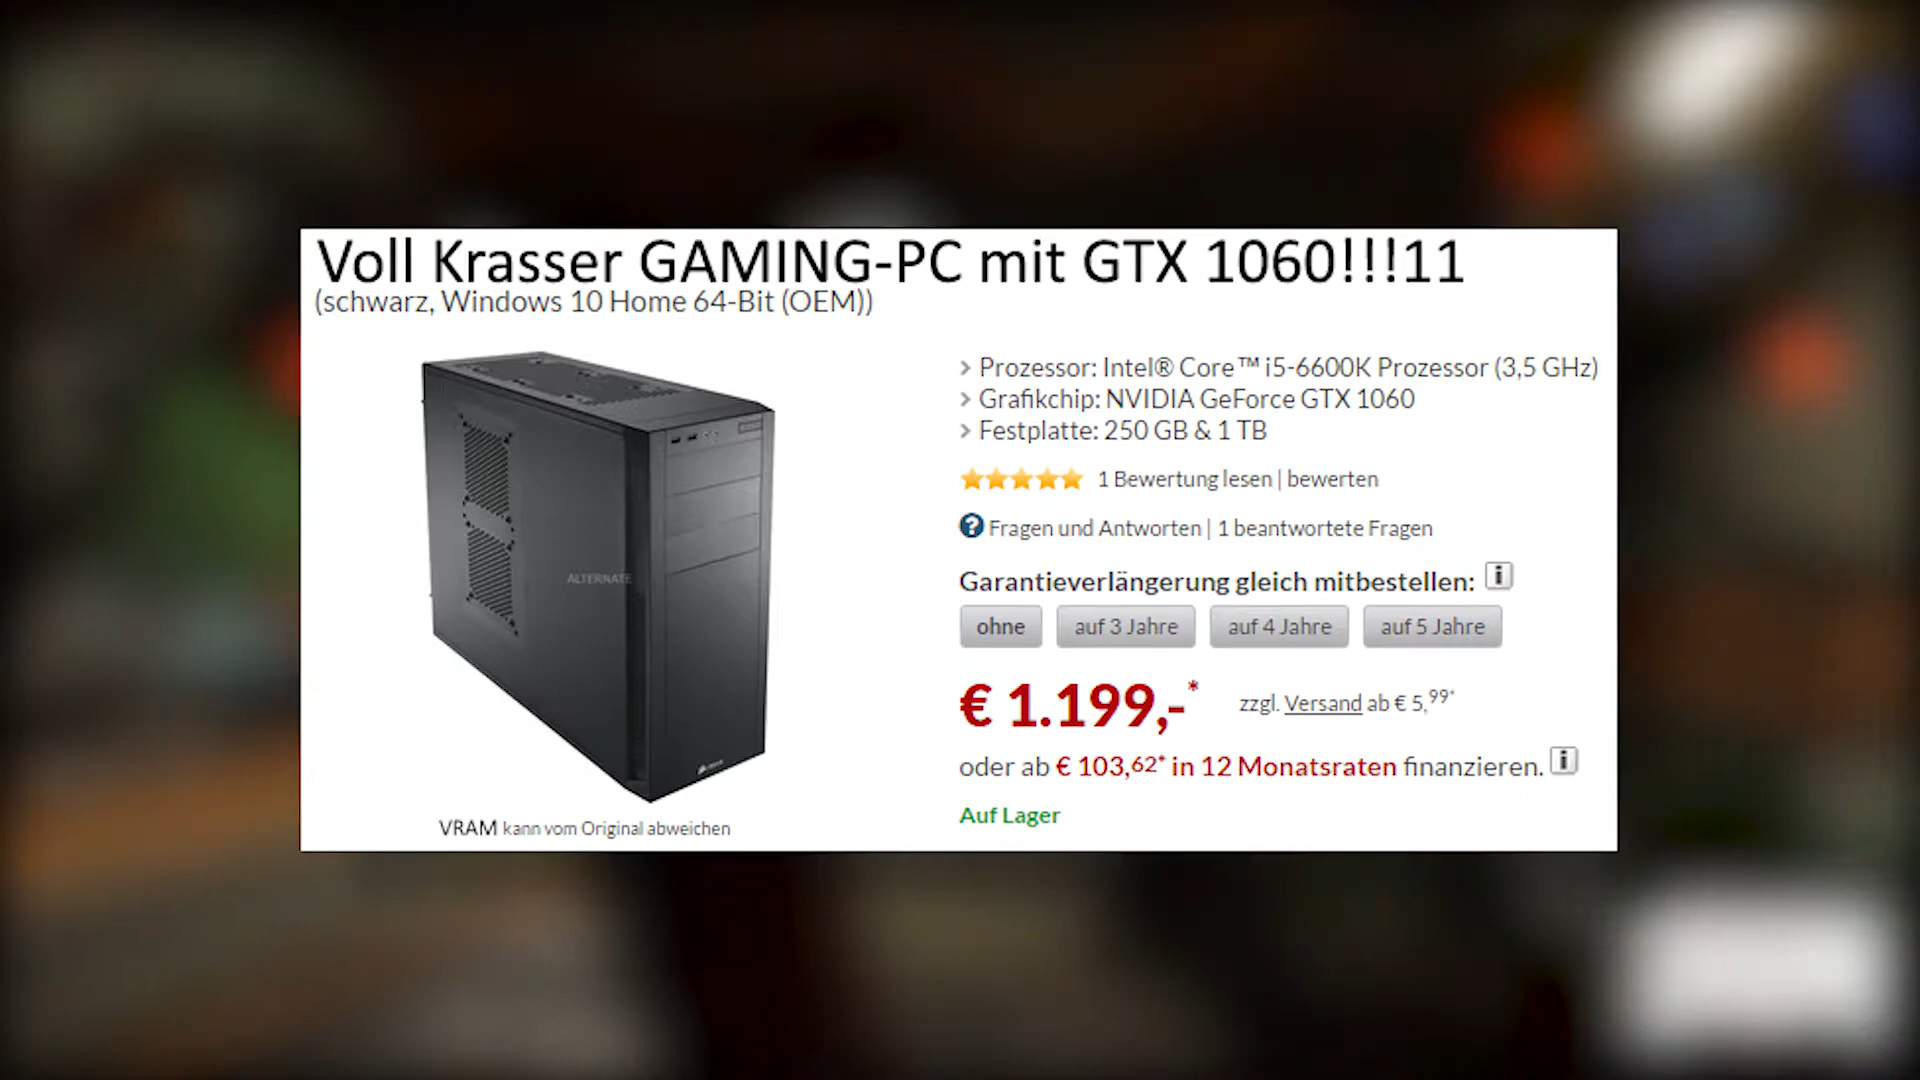 Voll Krasser GAMING-PC mit GTX 1060!!!11
(schwarz, Windows 10 Home 64-Bit (OEM))
Prozessor: Intel® Core™ i5-6600K Prozessor (3,5 GHz)
Grafikchip: NVIDIA GeForce GTX 1060
Festplatte: 250 GB & 1 TB
1 Bewertung lesen | bewerten
Fragen und Antworten | 1 beantwortete Fragen
Garantieverlängerung gleich mitbestellen:
ohne auf 3 Jahre auf 4 Jahre auf 5 Jahre
€ 1.199,-* zzgl. Versand ab € 5,99*
oder ab € 103,62* in 12 Monatsraten finanzieren.
Auf Lager
ALTERNATE
VRAM kann vom Original abweichen